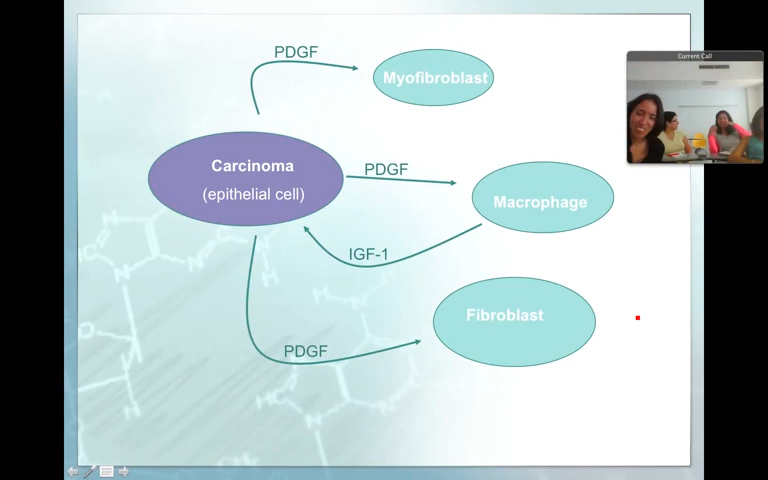 PDGF
Myofibroblast
Current Call
Carcinoma
(epithelial cell)
PDGF
Macrophage
IGF-1
Fibroblast
PDGF